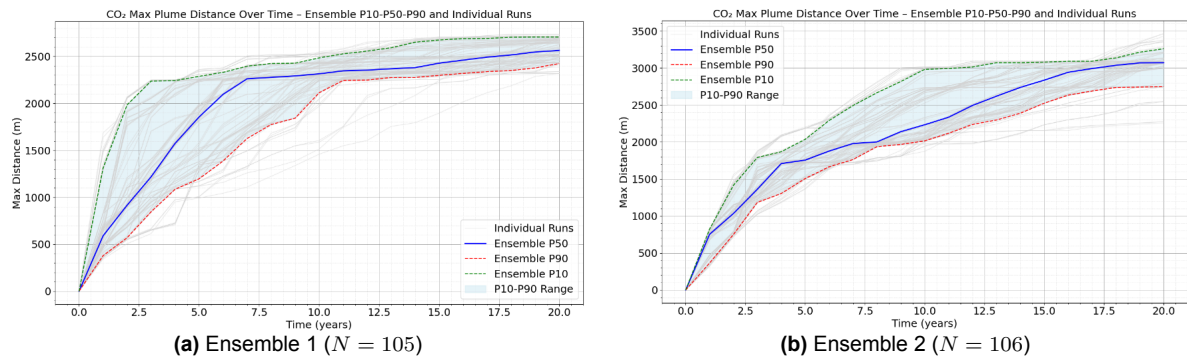 CO₂ Max Plume Distance Over Time – Ensemble P10-P50-P90 and Individual Runs
Max Distance (m)
2500
2000
1500
1000
500
0
0.0 2.5 5.0 7.5 10.0 12.5 15.0 17.5 20.0
Time (years)
Individual Runs
Ensemble P50
Ensemble P90
Ensemble P10
P10-P90 Range
(a) Ensemble 1 (N = 105)
CO₂ Max Plume Distance Over Time – Ensemble P10-P50-P90 and Individual Runs
Max Distance (m)
3500
3000
2500
2000
1500
1000
500
0
0.0 2.5 5.0 7.5 10.0 12.5 15.0 17.5 20.0
Time (years)
Individual Runs
Ensemble P50
Ensemble P90
Ensemble P10
P10-P90 Range
(b) Ensemble 2 (N = 106)